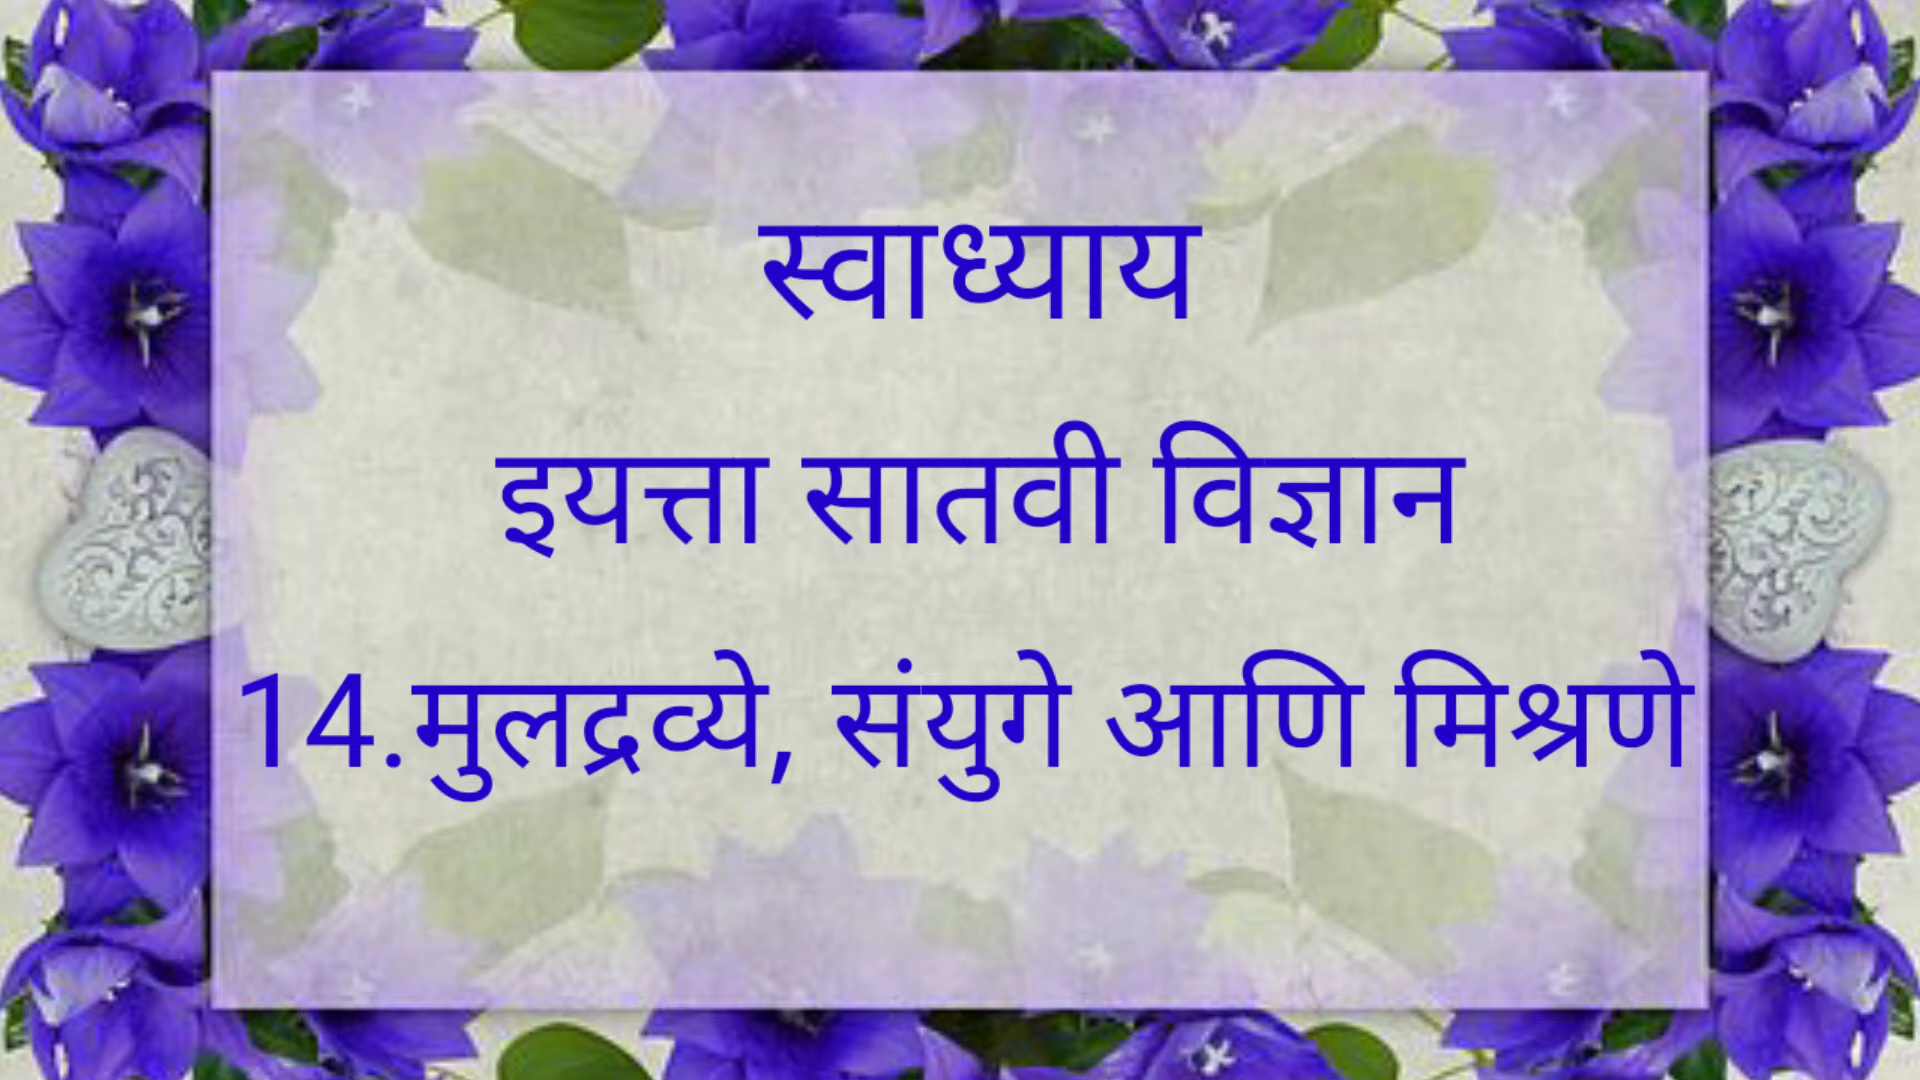 स्वाध्याय
इयत्ता सातवी विज्ञान
14.मुलद्रव्ये, संयुगे आणि मिश्रणे